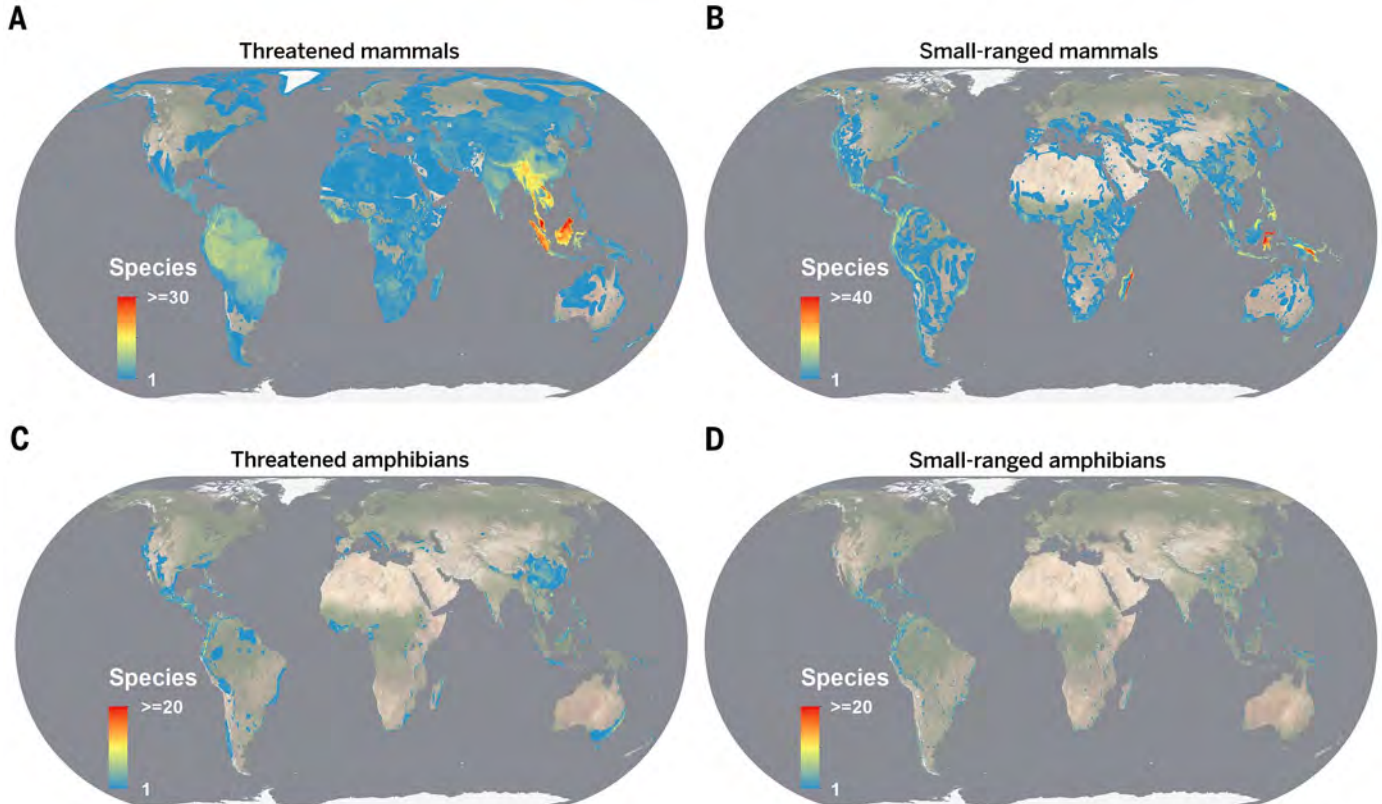 A
Threatened mammals
Species
>=30
1
B
Small-ranged mammals
Species
>=40
1
C
Threatened amphibians
Species
>=20
1
D
Small-ranged amphibians
Species
>=20
1